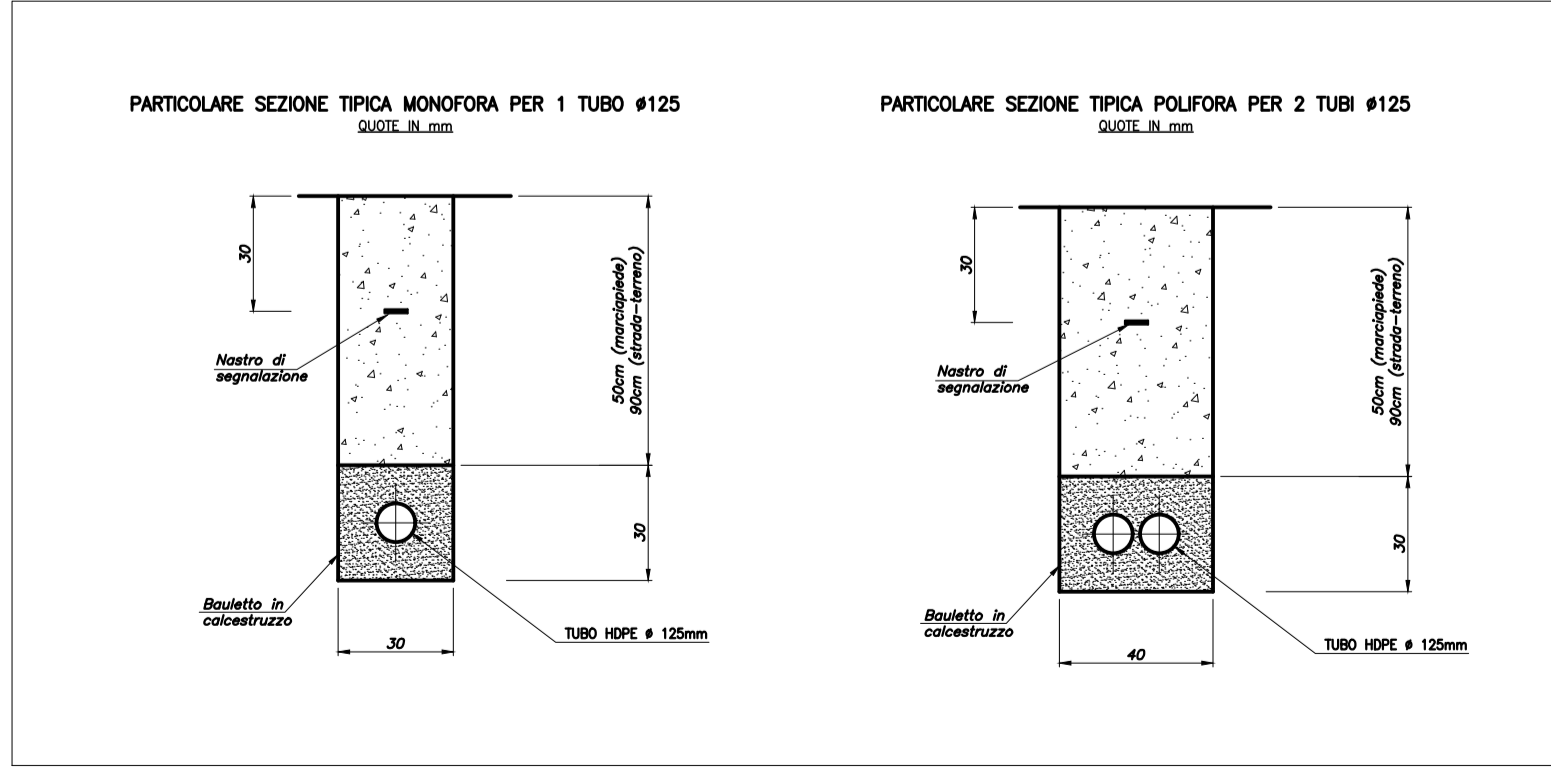 PARTICOLARE SEZIONE TIPICA MONOFORA PER 1 TUBO ø125
QUOTE IN mm
30
50cm (marciapiede)
90cm (strada-terreno)
Nastro di
segnalazione
30
Bauletto in
calcestruzzo
TUBO HDPE ø 125mm
30
PARTICOLARE SEZIONE TIPICA POLIFORA PER 2 TUBI ø125
QUOTE IN mm
30
50cm (marciapiede)
90cm (strada-terreno)
Nastro di
segnalazione
30
Bauletto in
calcestruzzo
TUBO HDPE ø 125mm
40